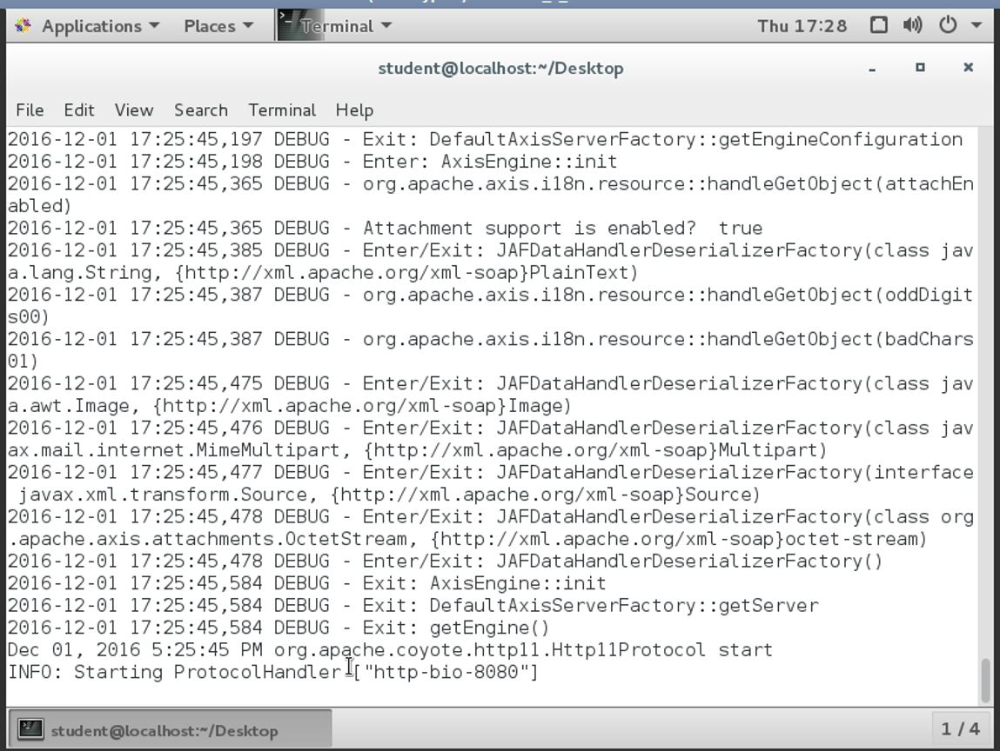 Applications Places Terminal Thu 17:28
student@localhost:~/Desktop
File Edit View Search Terminal Help
2016-12-01 17:25:45,197 DEBUG - Exit: DefaultAxisServerFactory::getEngineConfiguration
2016-12-01 17:25:45,198 DEBUG - Enter: AxisEngine::init
2016-12-01 17:25:45,365 DEBUG - org.apache.axis.i18n.resource::handleGetObject(attachEn
abled)
2016-12-01 17:25:45,365 DEBUG - Attachment support is enabled?  true
2016-12-01 17:25:45,385 DEBUG - Enter/Exit: JAFDataHandlerDeserializerFactory(class jav
a.lang.String, {http://xml.apache.org/xml-soap}PlainText)
2016-12-01 17:25:45,387 DEBUG - org.apache.axis.i18n.resource::handleGetObject(oddDigit
s00)
2016-12-01 17:25:45,387 DEBUG - org.apache.axis.i18n.resource::handleGetObject(badChars
01)
2016-12-01 17:25:45,475 DEBUG - Enter/Exit: JAFDataHandlerDeserializerFactory(class jav
a.awt.Image, {http://xml.apache.org/xml-soap}Image)
2016-12-01 17:25:45,476 DEBUG - Enter/Exit: JAFDataHandlerDeserializerFactory(class jav
ax.mail.internet.MimeMultipart, {http://xml.apache.org/xml-soap}Multipart)
2016-12-01 17:25:45,477 DEBUG - Enter/Exit: JAFDataHandlerDeserializerFactory(interface
 javax.xml.transform.Source, {http://xml.apache.org/xml-soap}Source)
2016-12-01 17:25:45,478 DEBUG - Enter/Exit: JAFDataHandlerDeserializerFactory(class org
.apache.axis.attachments.OctetStream, {http://xml.apache.org/xml-soap}octet-stream)
2016-12-01 17:25:45,478 DEBUG - Enter/Exit: JAFDataHandlerDeserializerFactory()
2016-12-01 17:25:45,584 DEBUG - Exit: AxisEngine::init
2016-12-01 17:25:45,584 DEBUG - Exit: DefaultAxisServerFactory::getServer
2016-12-01 17:25:45,584 DEBUG - Exit: getEngine()
Dec 01, 2016 5:25:45 PM org.apache.coyote.http11.Http11Protocol start
INFO: Starting ProtocolHandler ["http-bio-8080"]
student@localhost:~/Desktop 1 / 4